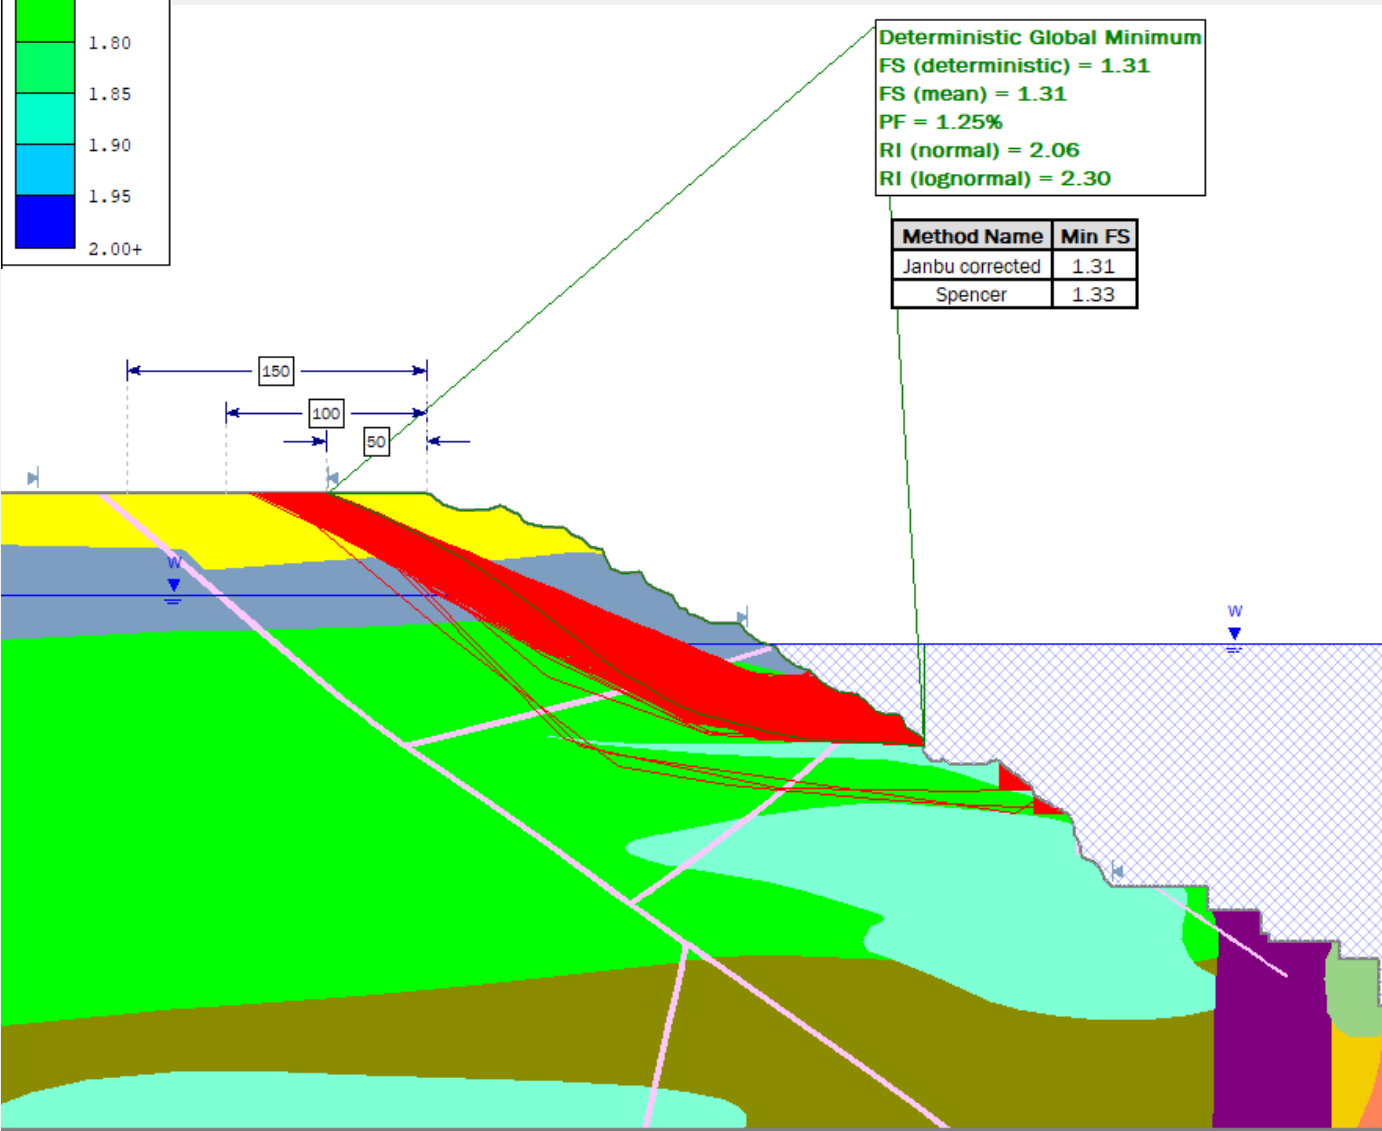 1.80
1.85
1.90
1.95
2.00+
Deterministic Global Minimum
FS (deterministic) = 1.31
FS (mean) = 1.31
PF = 1.25%
RI (normal) = 2.06
RI (lognormal) = 2.30
Method Name Min FS
Janbu corrected 1.31
Spencer 1.33
150
100
50
W
W